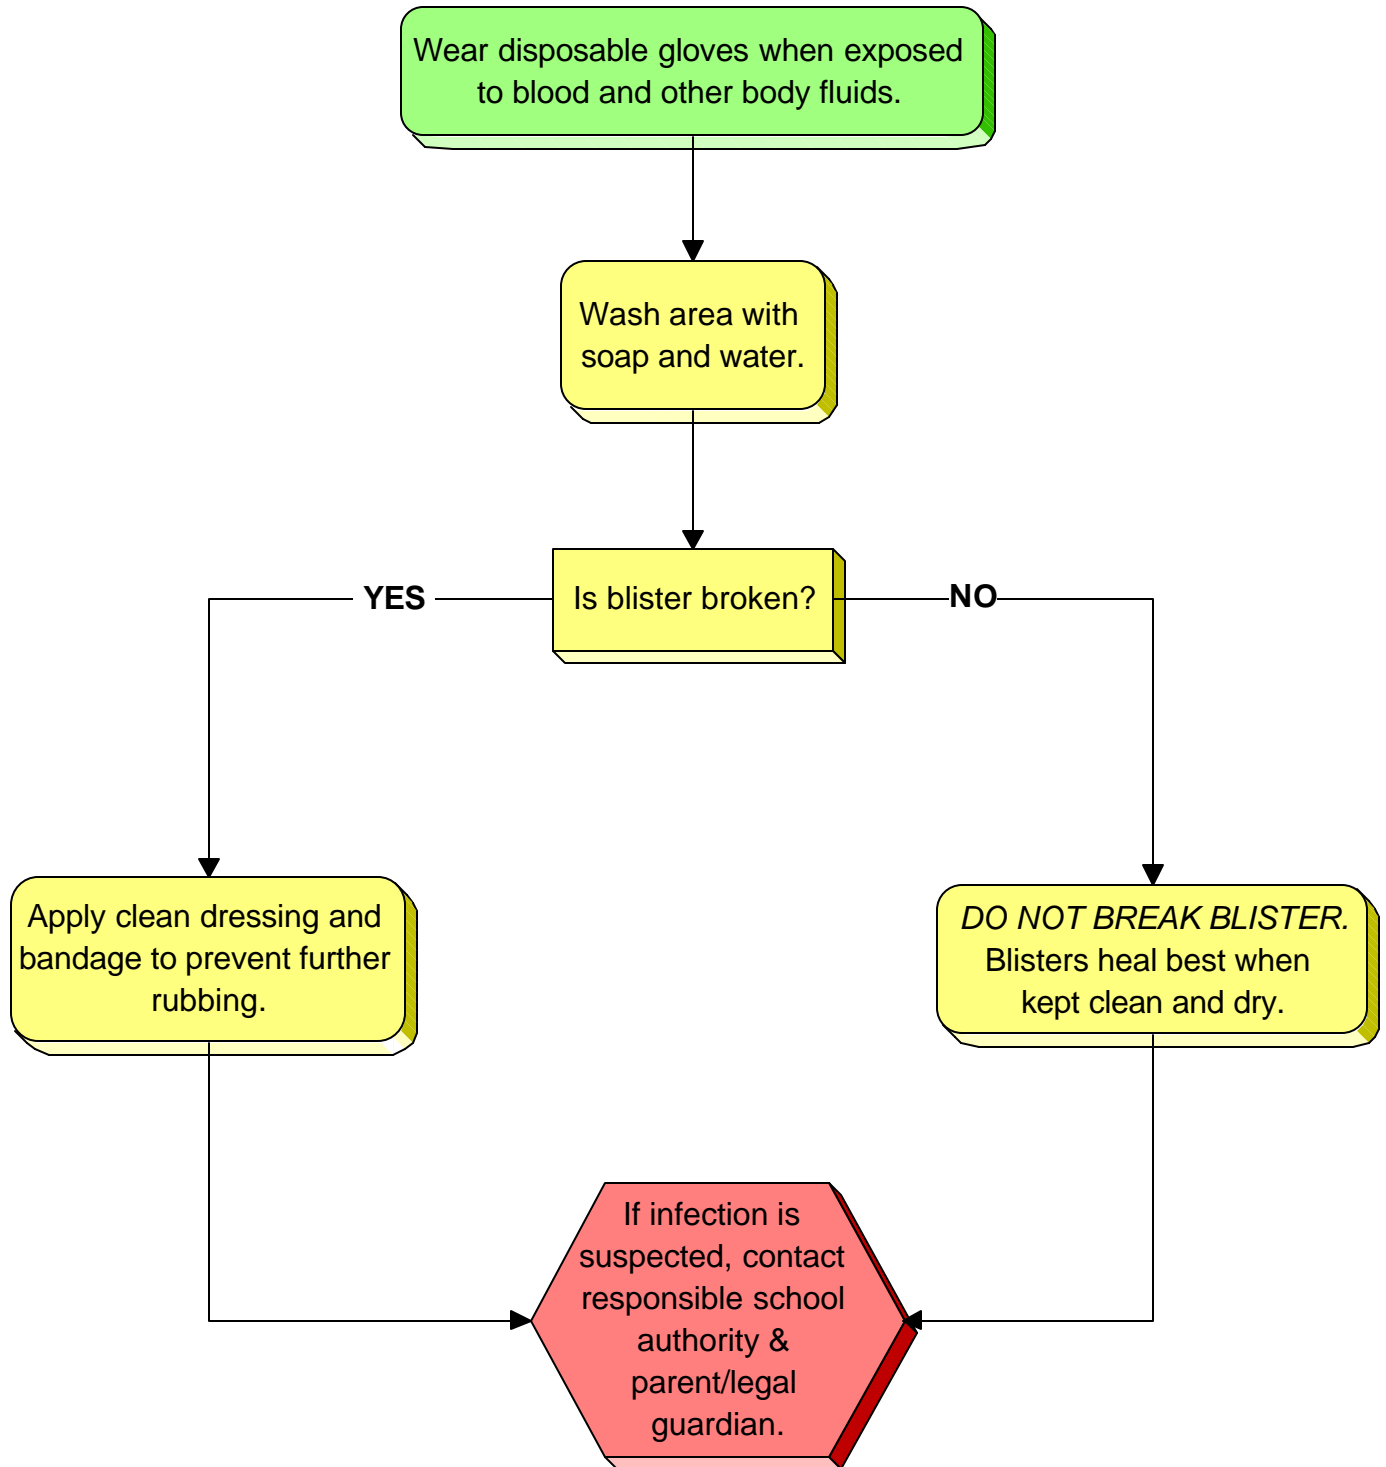 Wear disposable gloves when exposed
to blood and other body fluids.
Wash area with
soap and water.
Is blister broken?
YES
NO
Apply clean dressing and
bandage to prevent further
rubbing.
DO NOT BREAK BLISTER.
Blisters heal best when
kept clean and dry.
If infection is
suspected, contact
responsible school
authority &
parent/legal
guardian.